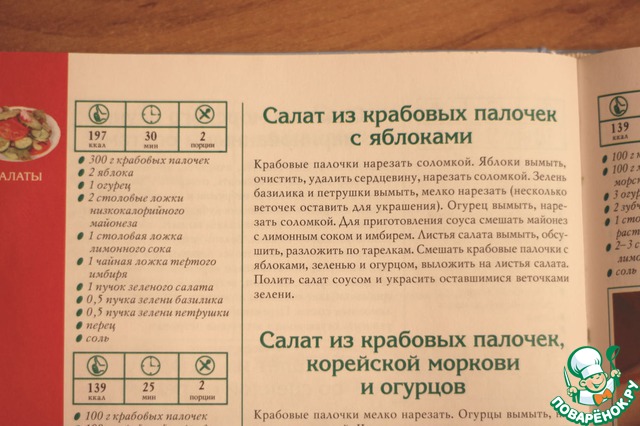 САЛАТЫ
197
ккал
30
мин
2
порции
300 г крабовых палочек
2 яблока
1 огурец
2 столовые ложки
низкокалорийного
майонеза
1 столовая ложка
лимонного сока
1 чайная ложка тертого
имбиря
1 пучок зеленого салата
0,5 пучка зелени базилика
0,5 пучка зелени петрушки
перец
соль
139
ккал
25
мин
2
порции
100 г крабовых палочек
Салат из крабовых палочек
с яблоками
Крабовые палочки нарезать соломкой. Яблоки вымыть,
очистить, удалить сердцевину, нарезать соломкой. Зелень
базилика и петрушки вымыть, мелко нарезать (несколько
веточек оставить для украшения). Огурец вымыть, наре-
зать соломкой. Для приготовления соуса смешать майонез
с лимонным соком и имбирем. Листья салата вымыть, обсу-
шить, разложить по тарелкам. Смешать крабовые палочки с
яблоками, зеленью и огурцом, выложить на листья салата.
Полить салат соусом и украсить оставшимися веточками
зелени.
Салат из крабовых палочек,
корейской моркови
и огурцов
Крабовые палочки мелко нарезать. Огурцы вымыть,
139
ккал
100 г
100 г
морс
3 огур
2 зубч
1 ст
раст
2–3 с
лимо
соль
ПОВАРЁНОК.РУ